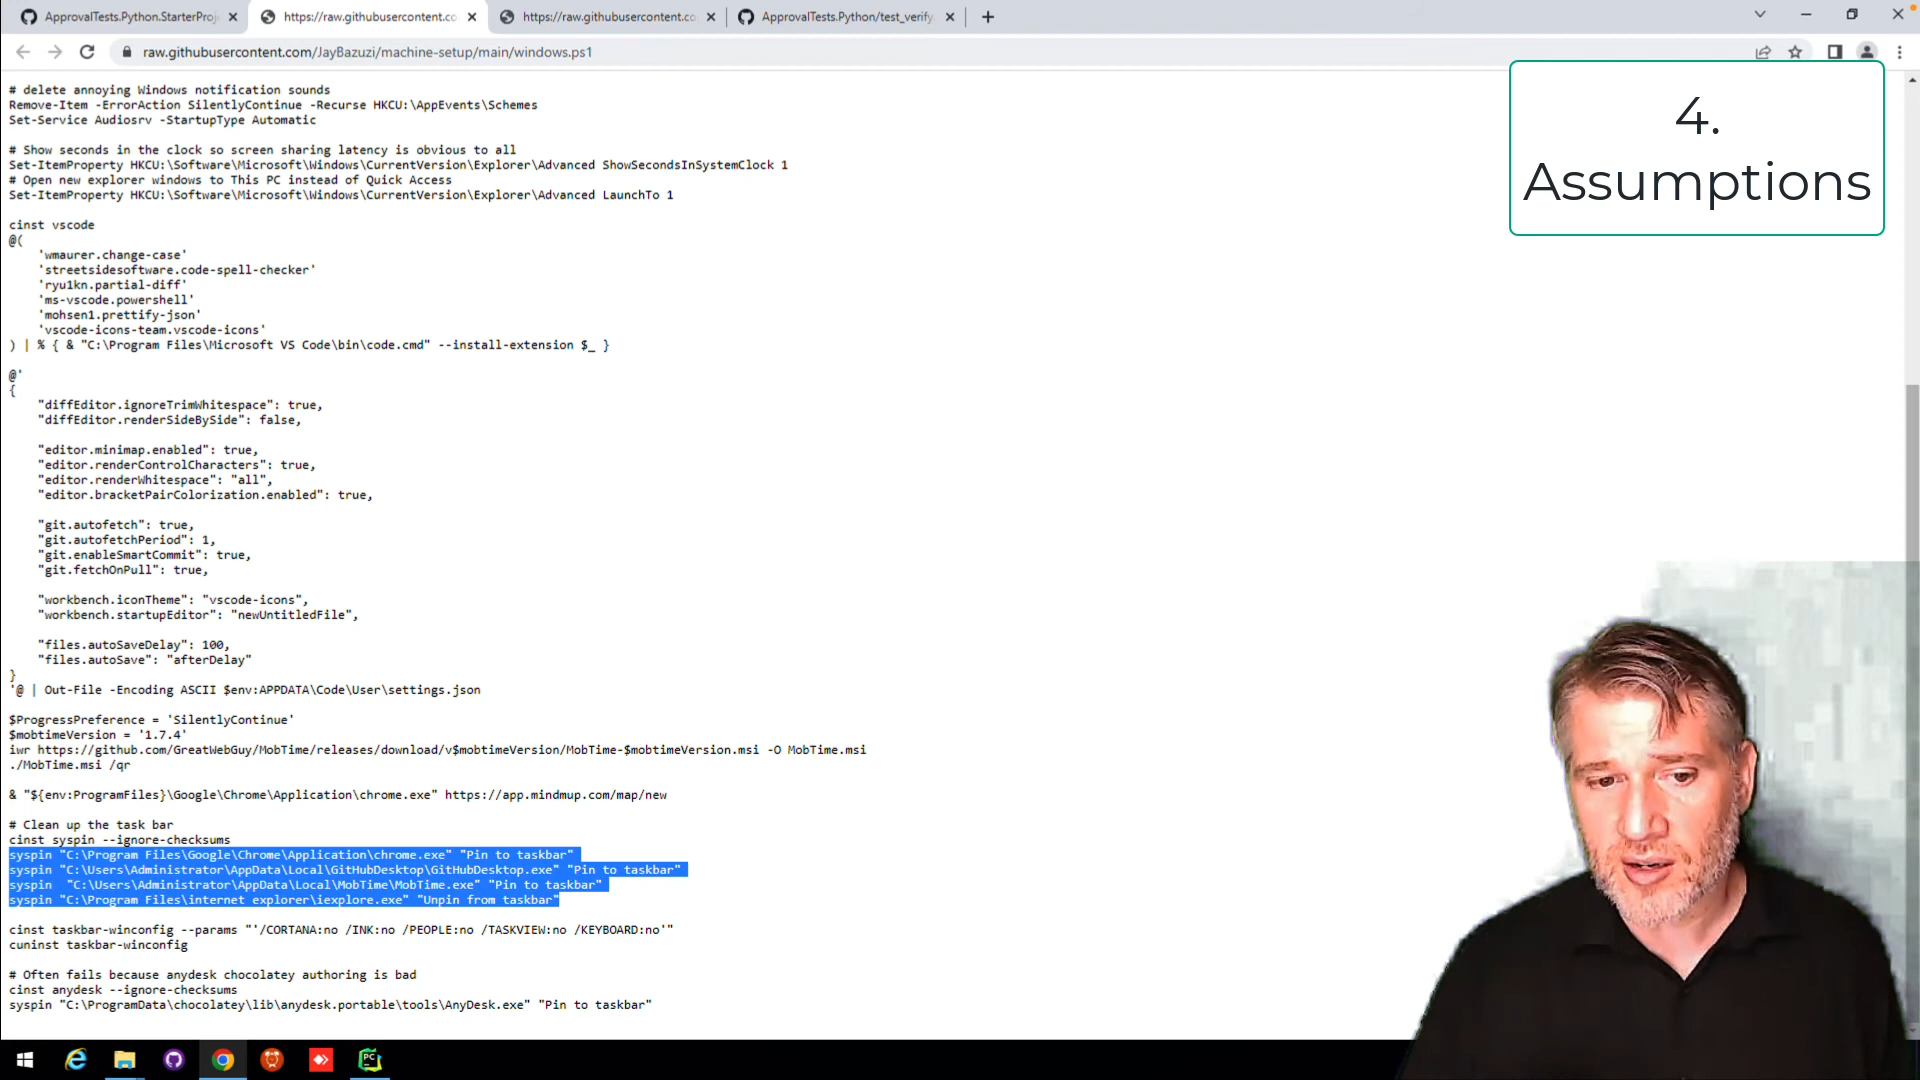 ApprovalTests.Python.StarterProj
https://raw.githubusercontent.co
https://raw.githubusercontent.co
ApprovalTests.Python/test_verify
raw.githubusercontent.com/JayBazuzi/machine-setup/main/windows.ps1
4.
Assumptions
# delete annoying Windows notification sounds
Remove-Item -ErrorAction SilentlyContinue -Recurse HKCU:\AppEvents\Schemes
Set-Service Audiosrv -StartupType Automatic
# Show seconds in the clock so screen sharing latency is obvious to all
Set-ItemProperty HKCU:\Software\Microsoft\Windows\CurrentVersion\Explorer\Advanced ShowSecondsInSystemClock 1
# Open new explorer windows to This PC instead of Quick Access
Set-ItemProperty HKCU:\Software\Microsoft\Windows\CurrentVersion\Explorer\Advanced LaunchTo 1
cinst vscode
@(
'wmaurer.change-case'
'streetsidesoftware.code-spell-checker'
'ryu1kn.partial-diff'
'ms-vscode.powershell'
'mohsen1.prettify-json'
'vscode-icons-team.vscode-icons'
) | % { & "C:\Program Files\Microsoft VS Code\bin\code.cmd" --install-extension $_ }
@'
{
"diffEditor.ignoreTrimWhitespace": true,
"diffEditor.renderSideBySide": false,
"editor.minimap.enabled": true,
"editor.renderControlCharacters": true,
"editor.renderWhitespace": "all",
"editor.bracketPairColorization.enabled": true,
"git.autofetch": true,
"git.autofetchPeriod": 1,
"git.enableSmartCommit": true,
"git.fetchOnPull": true,
"workbench.iconTheme": "vscode-icons",
"workbench.startupEditor": "newUntitledFile",
"files.autoSaveDelay": 100,
"files.autoSave": "afterDelay"
}
'@ | Out-File -Encoding ASCII $env:APPDATA\Code\User\settings.json
$ProgressPreference = 'SilentlyContinue'
$mobtimeVersion = '1.7.4'
iwr https://github.com/GreatWebGuy/MobTime/releases/download/v$mobtimeVersion/MobTime-$mobtimeVersion.msi -O MobTime.msi
./MobTime.msi /qr
& "${env:ProgramFiles}\Google\Chrome\Application\chrome.exe" https://app.mindmup.com/map/new
# Clean up the task bar
cinst syspin --ignore-checksums
syspin "C:\Program Files\Google\Chrome\Application\chrome.exe" "Pin to taskbar"
syspin "C:\Users\Administrator\AppData\Local\GitHubDesktop\GitHubDesktop.exe" "Pin to taskbar"
syspin  "C:\Users\Administrator\AppData\Local\MobTime\MobTime.exe" "Pin to taskbar"
syspin "C:\Program Files\internet explorer\iexplore.exe" "Unpin from taskbar"
cinst taskbar-winconfig --params "'/CORTANA:no /INK:no /PEOPLE:no /TASKVIEW:no /KEYBOARD:no'"
cuninst taskbar-winconfig
# Often fails because anydesk chocolatey authoring is bad
cinst anydesk --ignore-checksums
syspin "C:\ProgramData\chocolatey\lib\anydesk.portable\tools\AnyDesk.exe" "Pin to taskbar"
PC